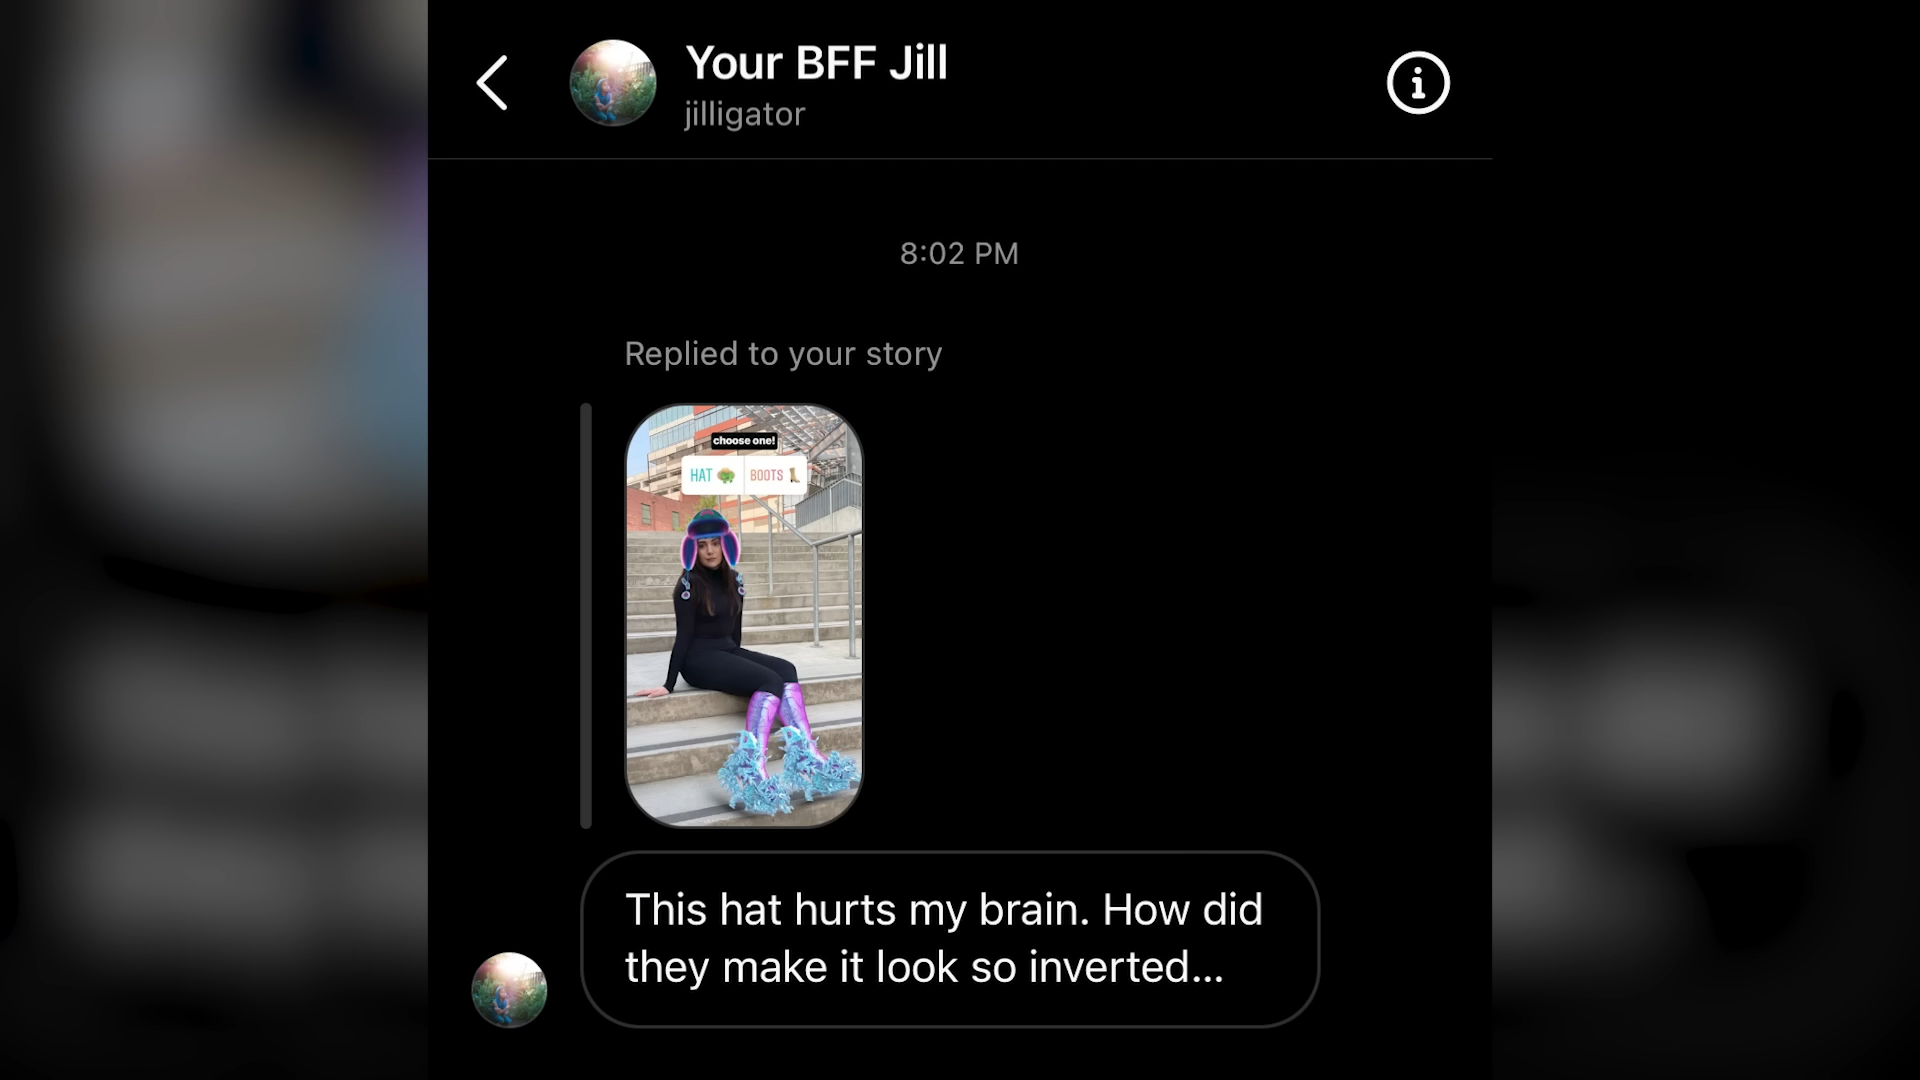 Your BFF Jill
jilligator
8:02 PM
Replied to your story
choose one!
HAT BOOTS
This hat hurts my brain. How did
they make it look so inverted...